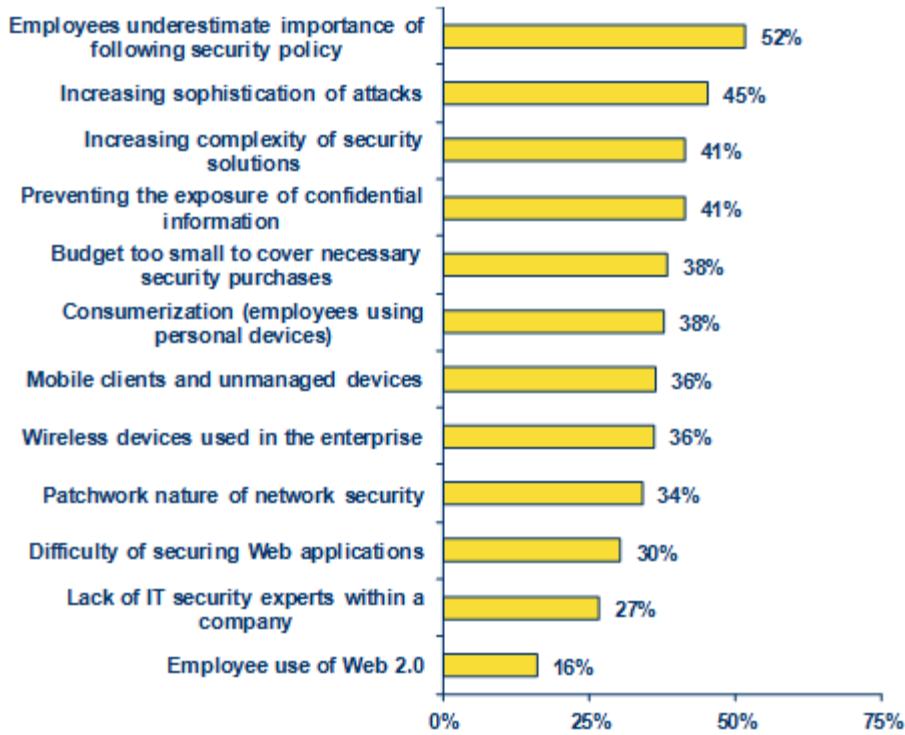 Employees underestimate importance of
following security policy
52%
Increasing sophistication of attacks
45%
Increasing complexity of security
solutions
41%
Preventing the exposure of confidential
information
41%
Budget too small to cover necessary
security purchases
38%
Consumerization (employees using
personal devices)
38%
Mobile clients and unmanaged devices
36%
Wireless devices used in the enterprise
36%
Patchwork nature of network security
34%
Difficulty of securing Web applications
30%
Lack of IT security experts within a
company
27%
Employee use of Web 2.0
16%
0% 25% 50% 75%